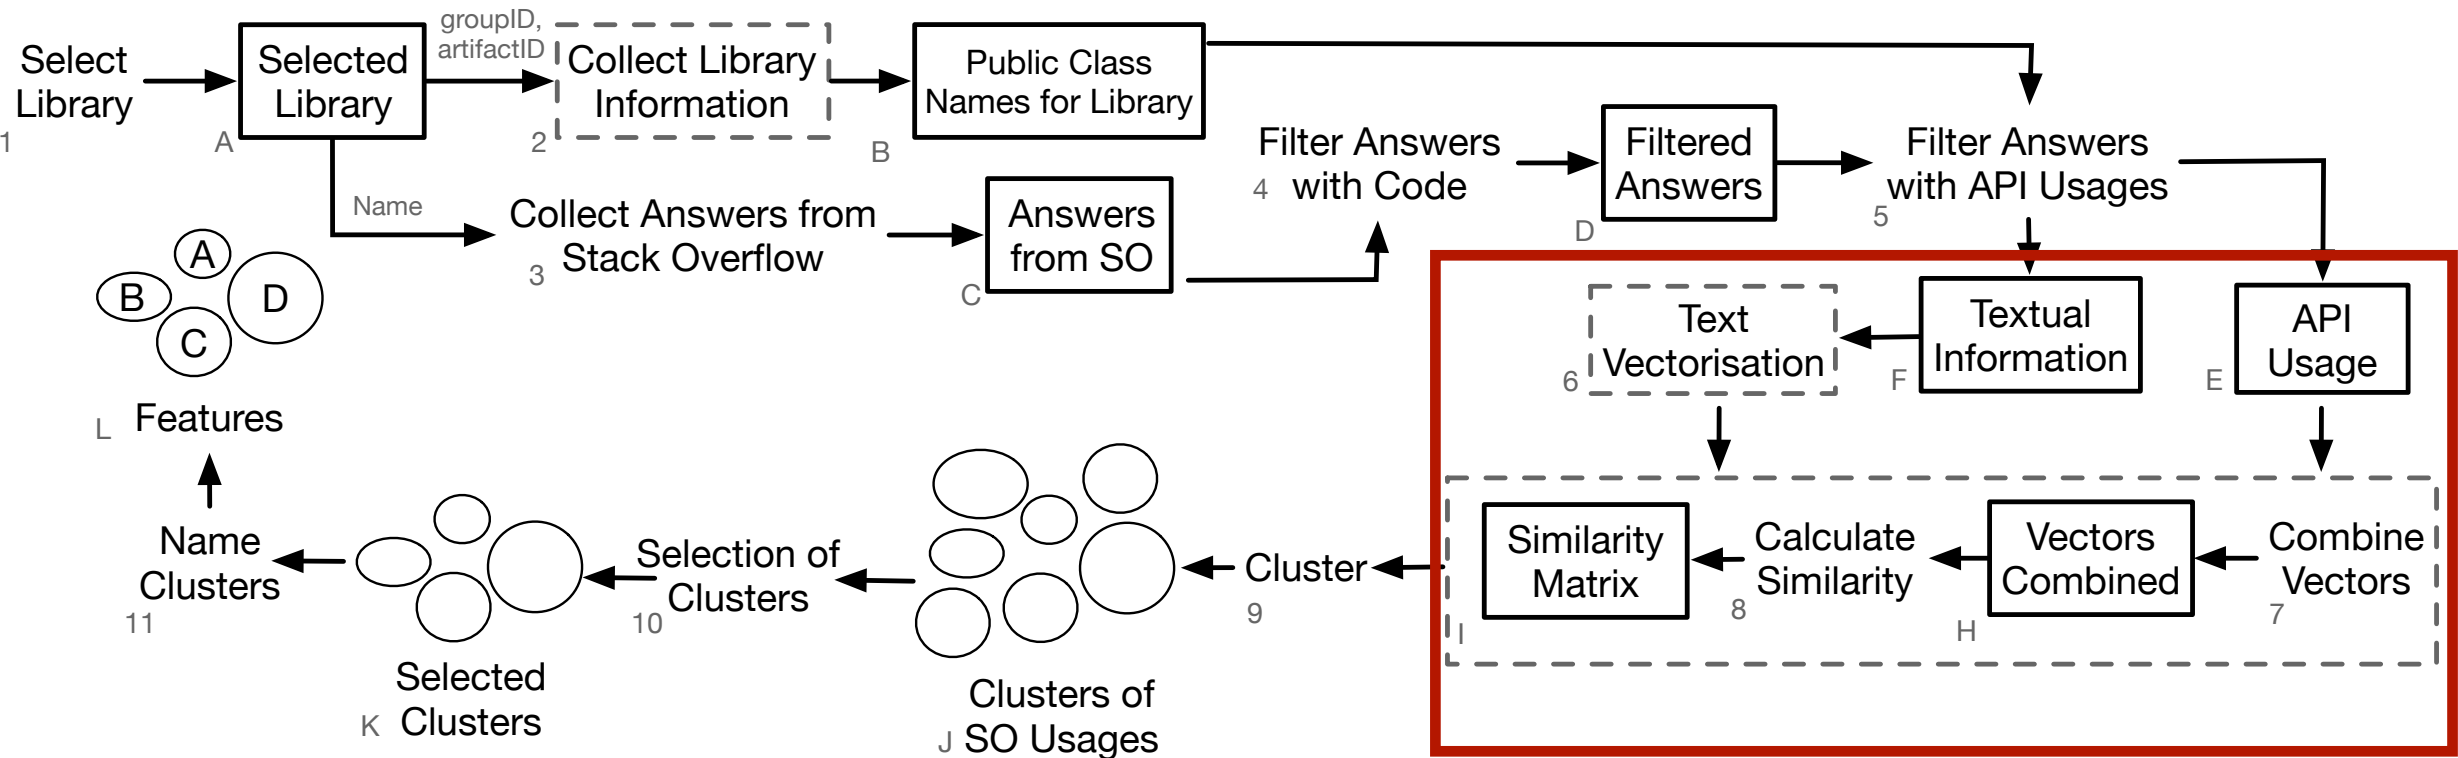 Select
Library
1
Selected
Library
A
groupID,
artifactID
Collect Library
Information
2
Public Class
Names for Library
B
Name
Collect Answers from
Stack Overflow
3
Answers
from SO
C
Filter Answers
with Code
4
Filtered
Answers
D
Filter Answers
with API Usages
5
Textual
Information
F
API
Usage
E
Text
Vectorisation
6
Combine
Vectors
7
Vectors
Combined
H
Calculate
Similarity
8
Similarity
Matrix
I
Cluster
9
Clusters of
SO Usages
J
Selection of
Clusters
10
Selected
Clusters
K
Name
Clusters
11
Features
L
A
B
C
D